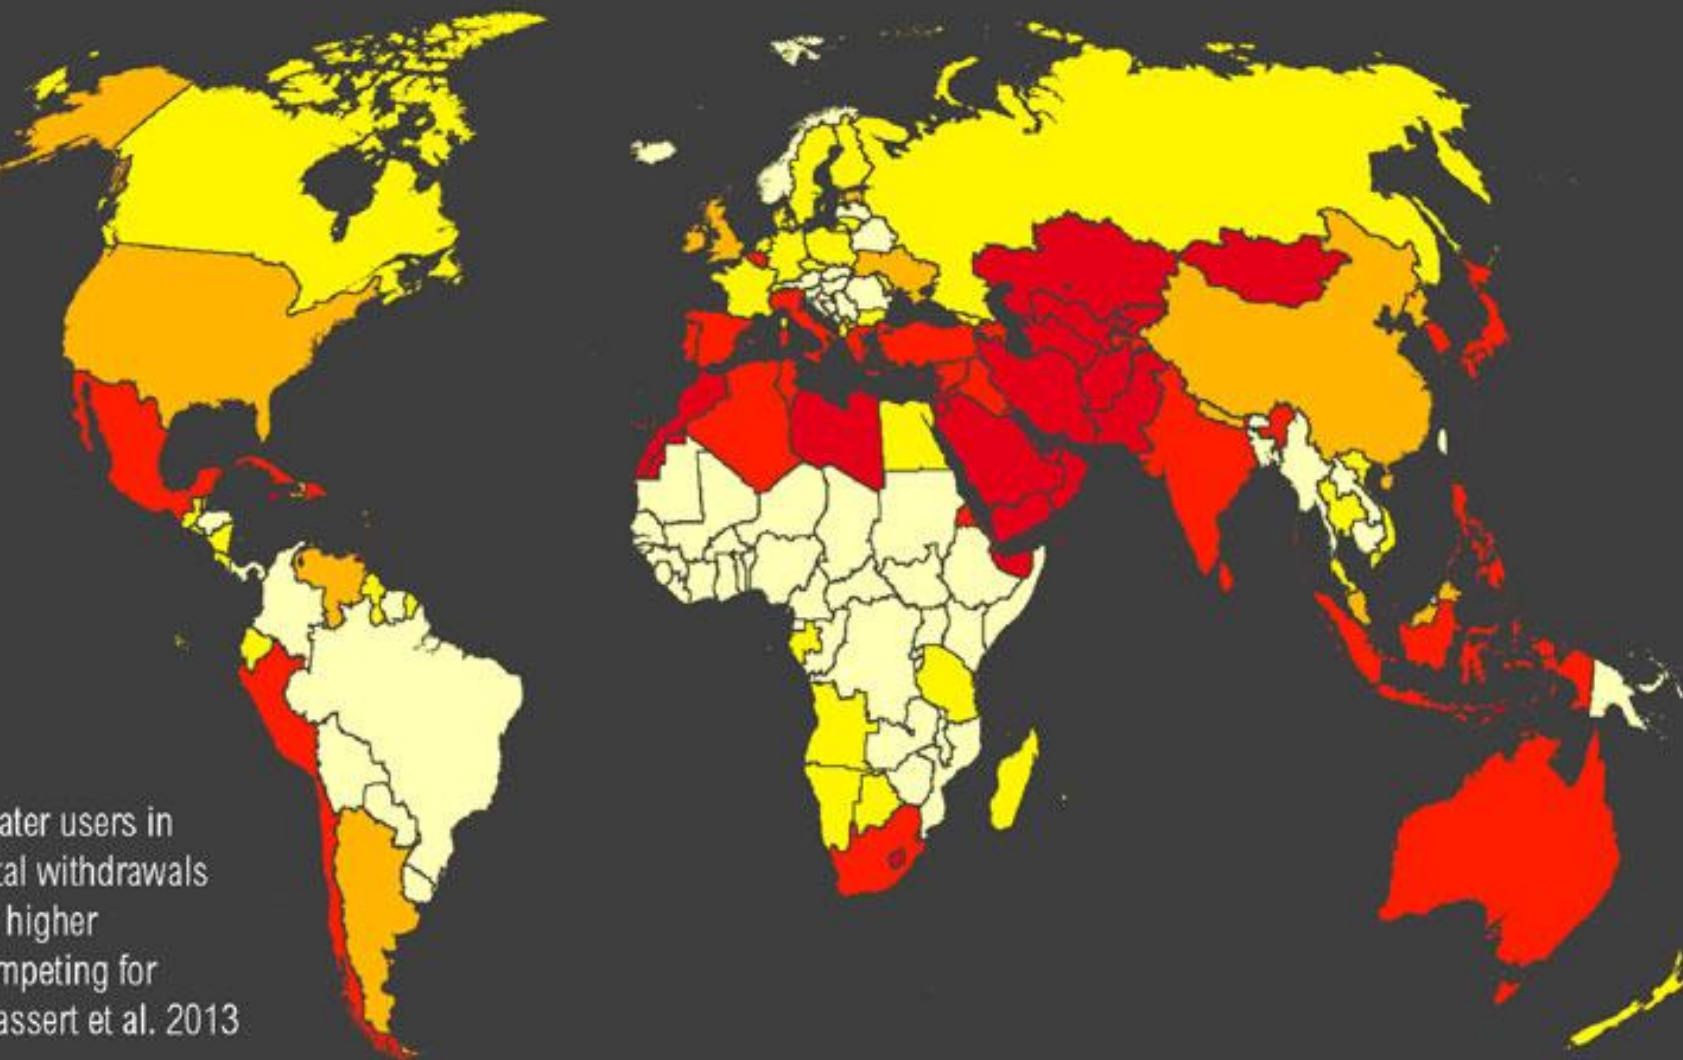 ater users in
tal withdrawals
higher
mpeting for
assert et al. 2013